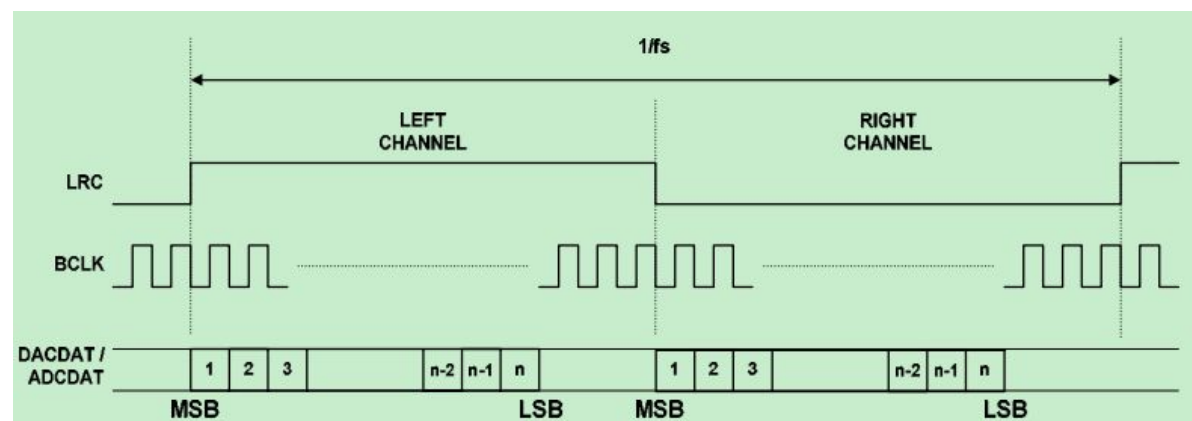 1/fs
LEFT
CHANNEL
RIGHT
CHANNEL
LRC
BCLK
DACDAT /
ADCDAT
1 2 3 n-2 n-1 n 1 2 3 n-2 n-1 n
MSB LSB MSB LSB